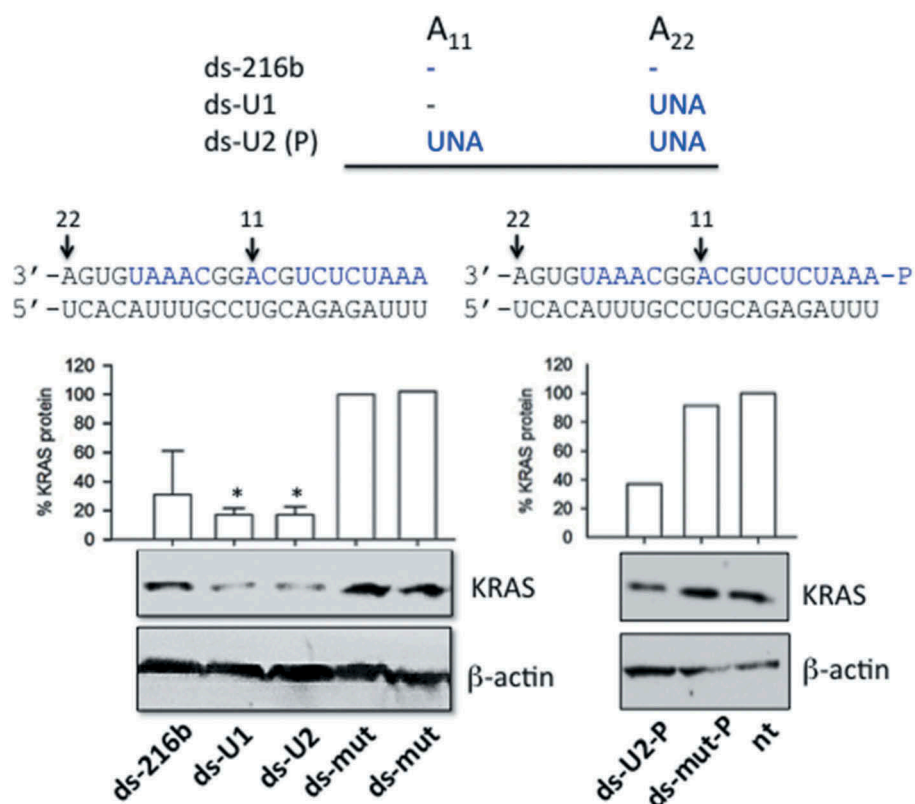 A11 A22
ds-216b - -
ds-U1 - UNA
ds-U2 (P) UNA UNA
22 11 22 11
3'-AGUGUAAACGGACGUCUCUAAA 3'-AGUGUAAACGGACGUCUCUAAA-P
5'-UCACAUUUGCCUGCAGAGAUUU 5'-UCACAUUUGCCUGCAGAGAUUU
% KRAS protein
120
100
80
60
40
20
0
* *
% KRAS protein
120
100
80
60
40
20
0
KRAS KRAS
β-actin β-actin
ds-216b ds-U1 ds-U2 ds-mut ds-mut ds-U2-P ds-mut-P nt